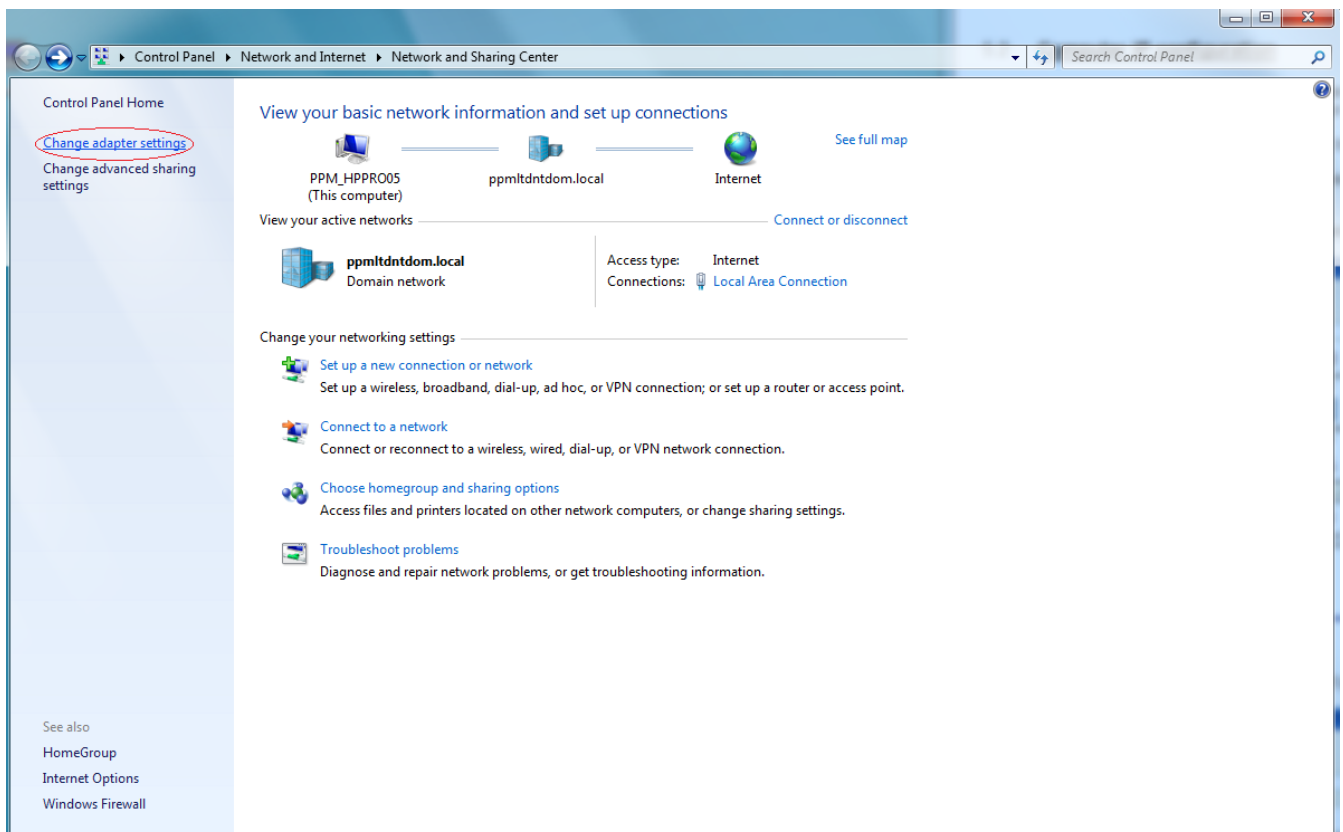 Control Panel ▸ Network and Internet ▸ Network and Sharing Center
Search Control Panel
Control Panel Home
Change adapter settings
Change advanced sharing
settings
See also
HomeGroup
Internet Options
Windows Firewall
View your basic network information and set up connections
See full map
PPM_HPPRO05
(This computer)
ppmltdntdom.local
Internet
View your active networks
Connect or disconnect
ppmltdntdom.local
Domain network
Access type: Internet
Connections: Local Area Connection
Change your networking settings
Set up a new connection or network
Set up a wireless, broadband, dial-up, ad hoc, or VPN connection; or set up a router or access point.
Connect to a network
Connect or reconnect to a wireless, wired, dial-up, or VPN network connection.
Choose homegroup and sharing options
Access files and printers located on other network computers, or change sharing settings.
Troubleshoot problems
Diagnose and repair network problems, or get troubleshooting information.